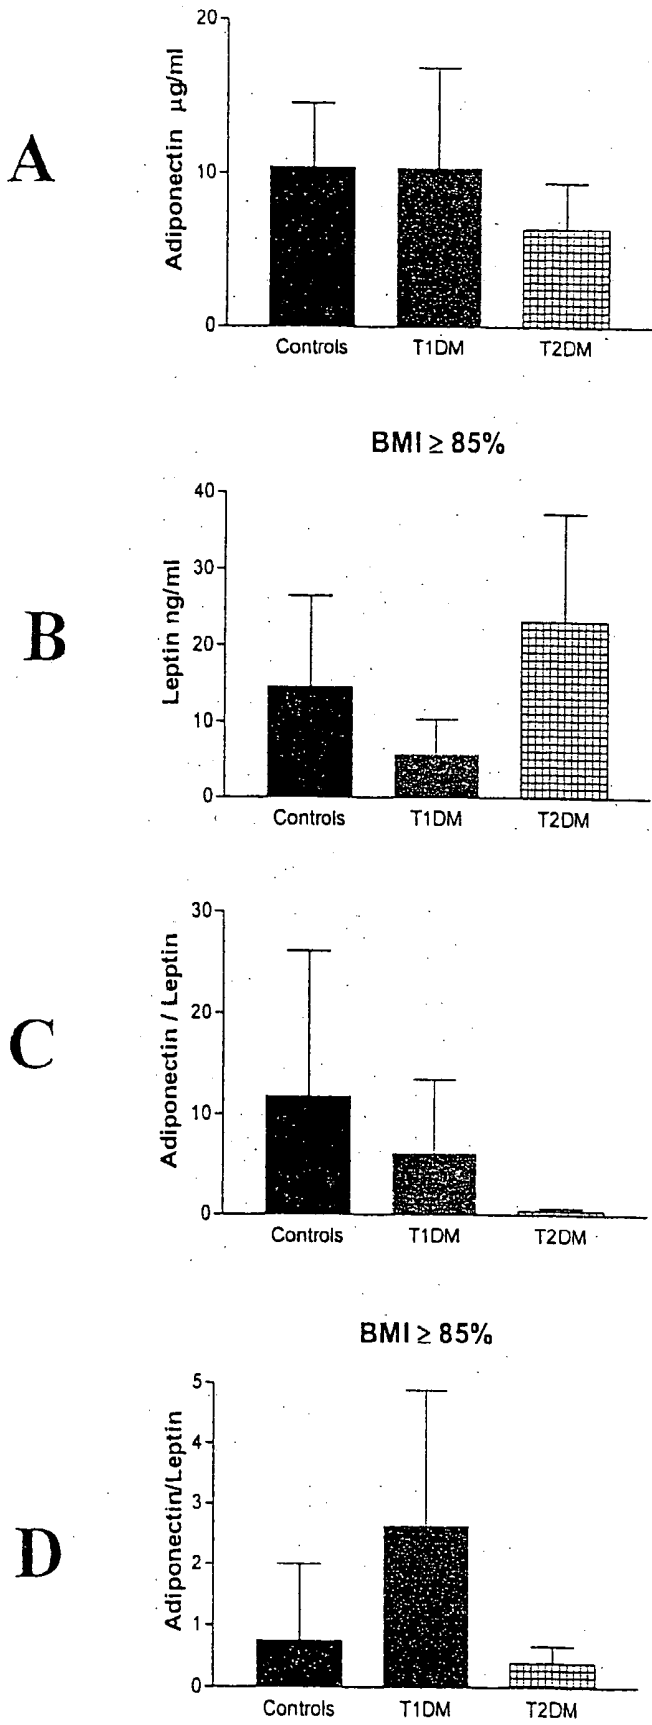 A
Adiponectin µg/ml
20
10
0
Controls T1DM T2DM
BMI ≥ 85%
B
Leptin ng/ml
40
30
20
10
0
Controls T1DM T2DM
C
Adiponectin / Leptin
30
20
10
0
Controls T1DM T2DM
BMI ≥ 85%
D
Adiponectin/Leptin
5
4
3
2
1
0
Controls T1DM T2DM